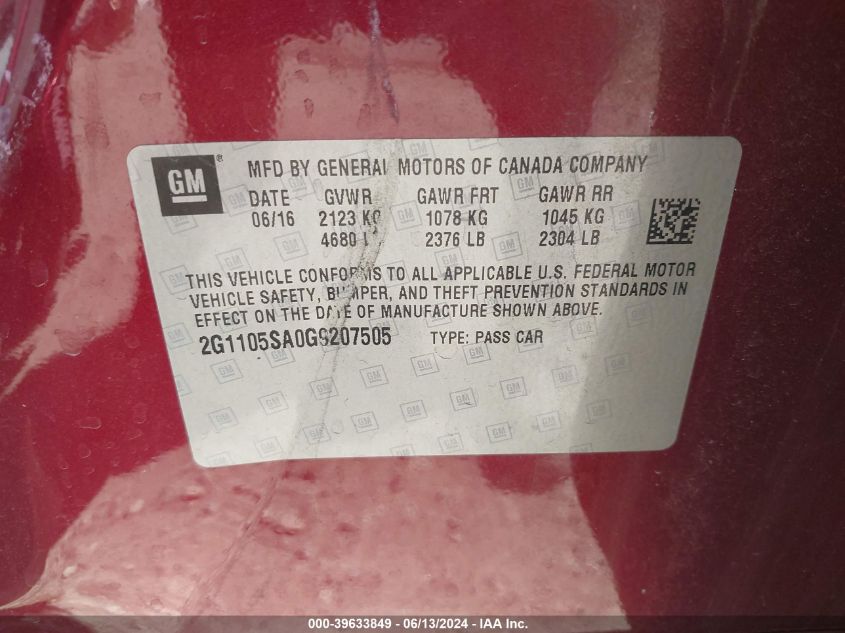 GM ®
MFD BY GENERAL MOTORS OF CANADA COMPANY
DATE GVWR GAWR FRT GAWR RR
06/16 2123 KG 1078 KG 1045 KG
4680 2376 LB 2304 LB
THIS VEHICLE CONFORMS TO ALL APPLICABLE U.S. FEDERAL MOTOR
VEHICLE SAFETY, BUMPER, AND THEFT PREVENTION STANDARDS IN
EFFECT ON THE DATE OF MANUFACTURE SHOWN ABOVE.
2G1105SA0G9207505 TYPE: PASS CAR
000-39633849 - 06/13/2024 - IAA Inc.